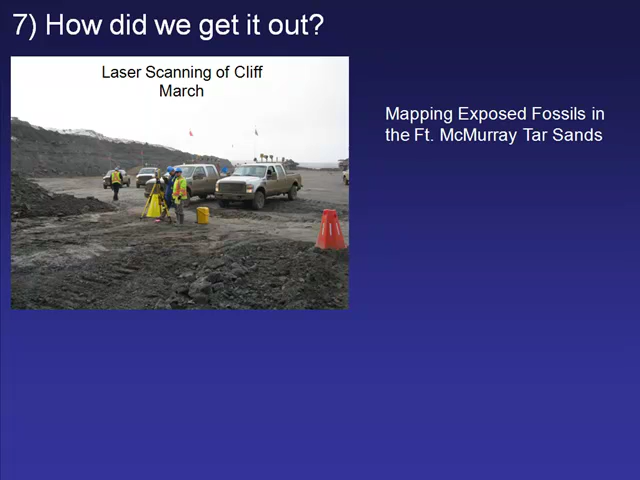 7) How did we get it out?
Laser Scanning of Cliff
March
Mapping Exposed Fossils in
the Ft. McMurray Tar Sands